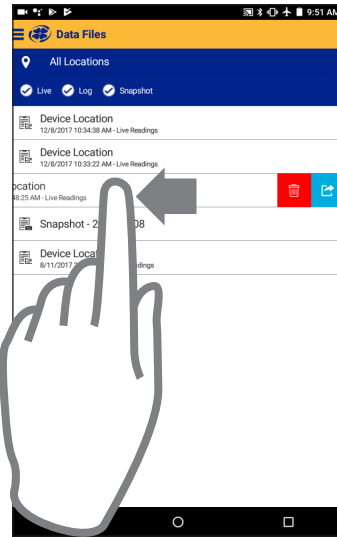 9:51 AM
Data Files
All Locations
Live Log Snapshot
Device Location
12/8/2017 10:34:38 AM - Live Readings
Device Location
12/8/2017 10:33:22 AM - Live Readings
ocation
48:25 AM - Live Readings
Snapshot - 2 08
Device Locat
8/11/2017 2 dings